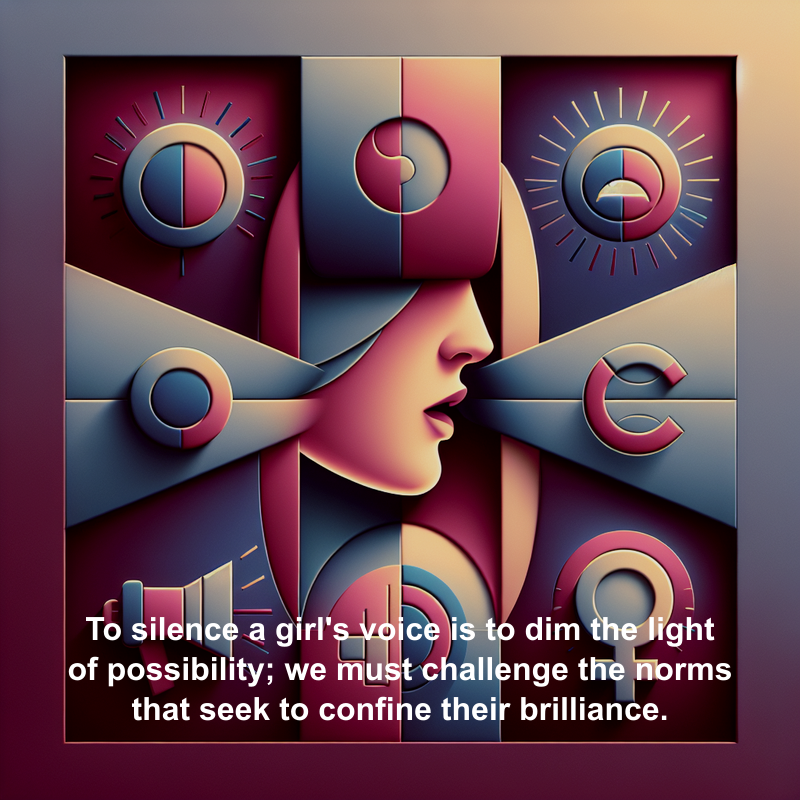 To silence a girl's voice is to dim the light
of possibility; we must challenge the norms
that seek to confine their brilliance.